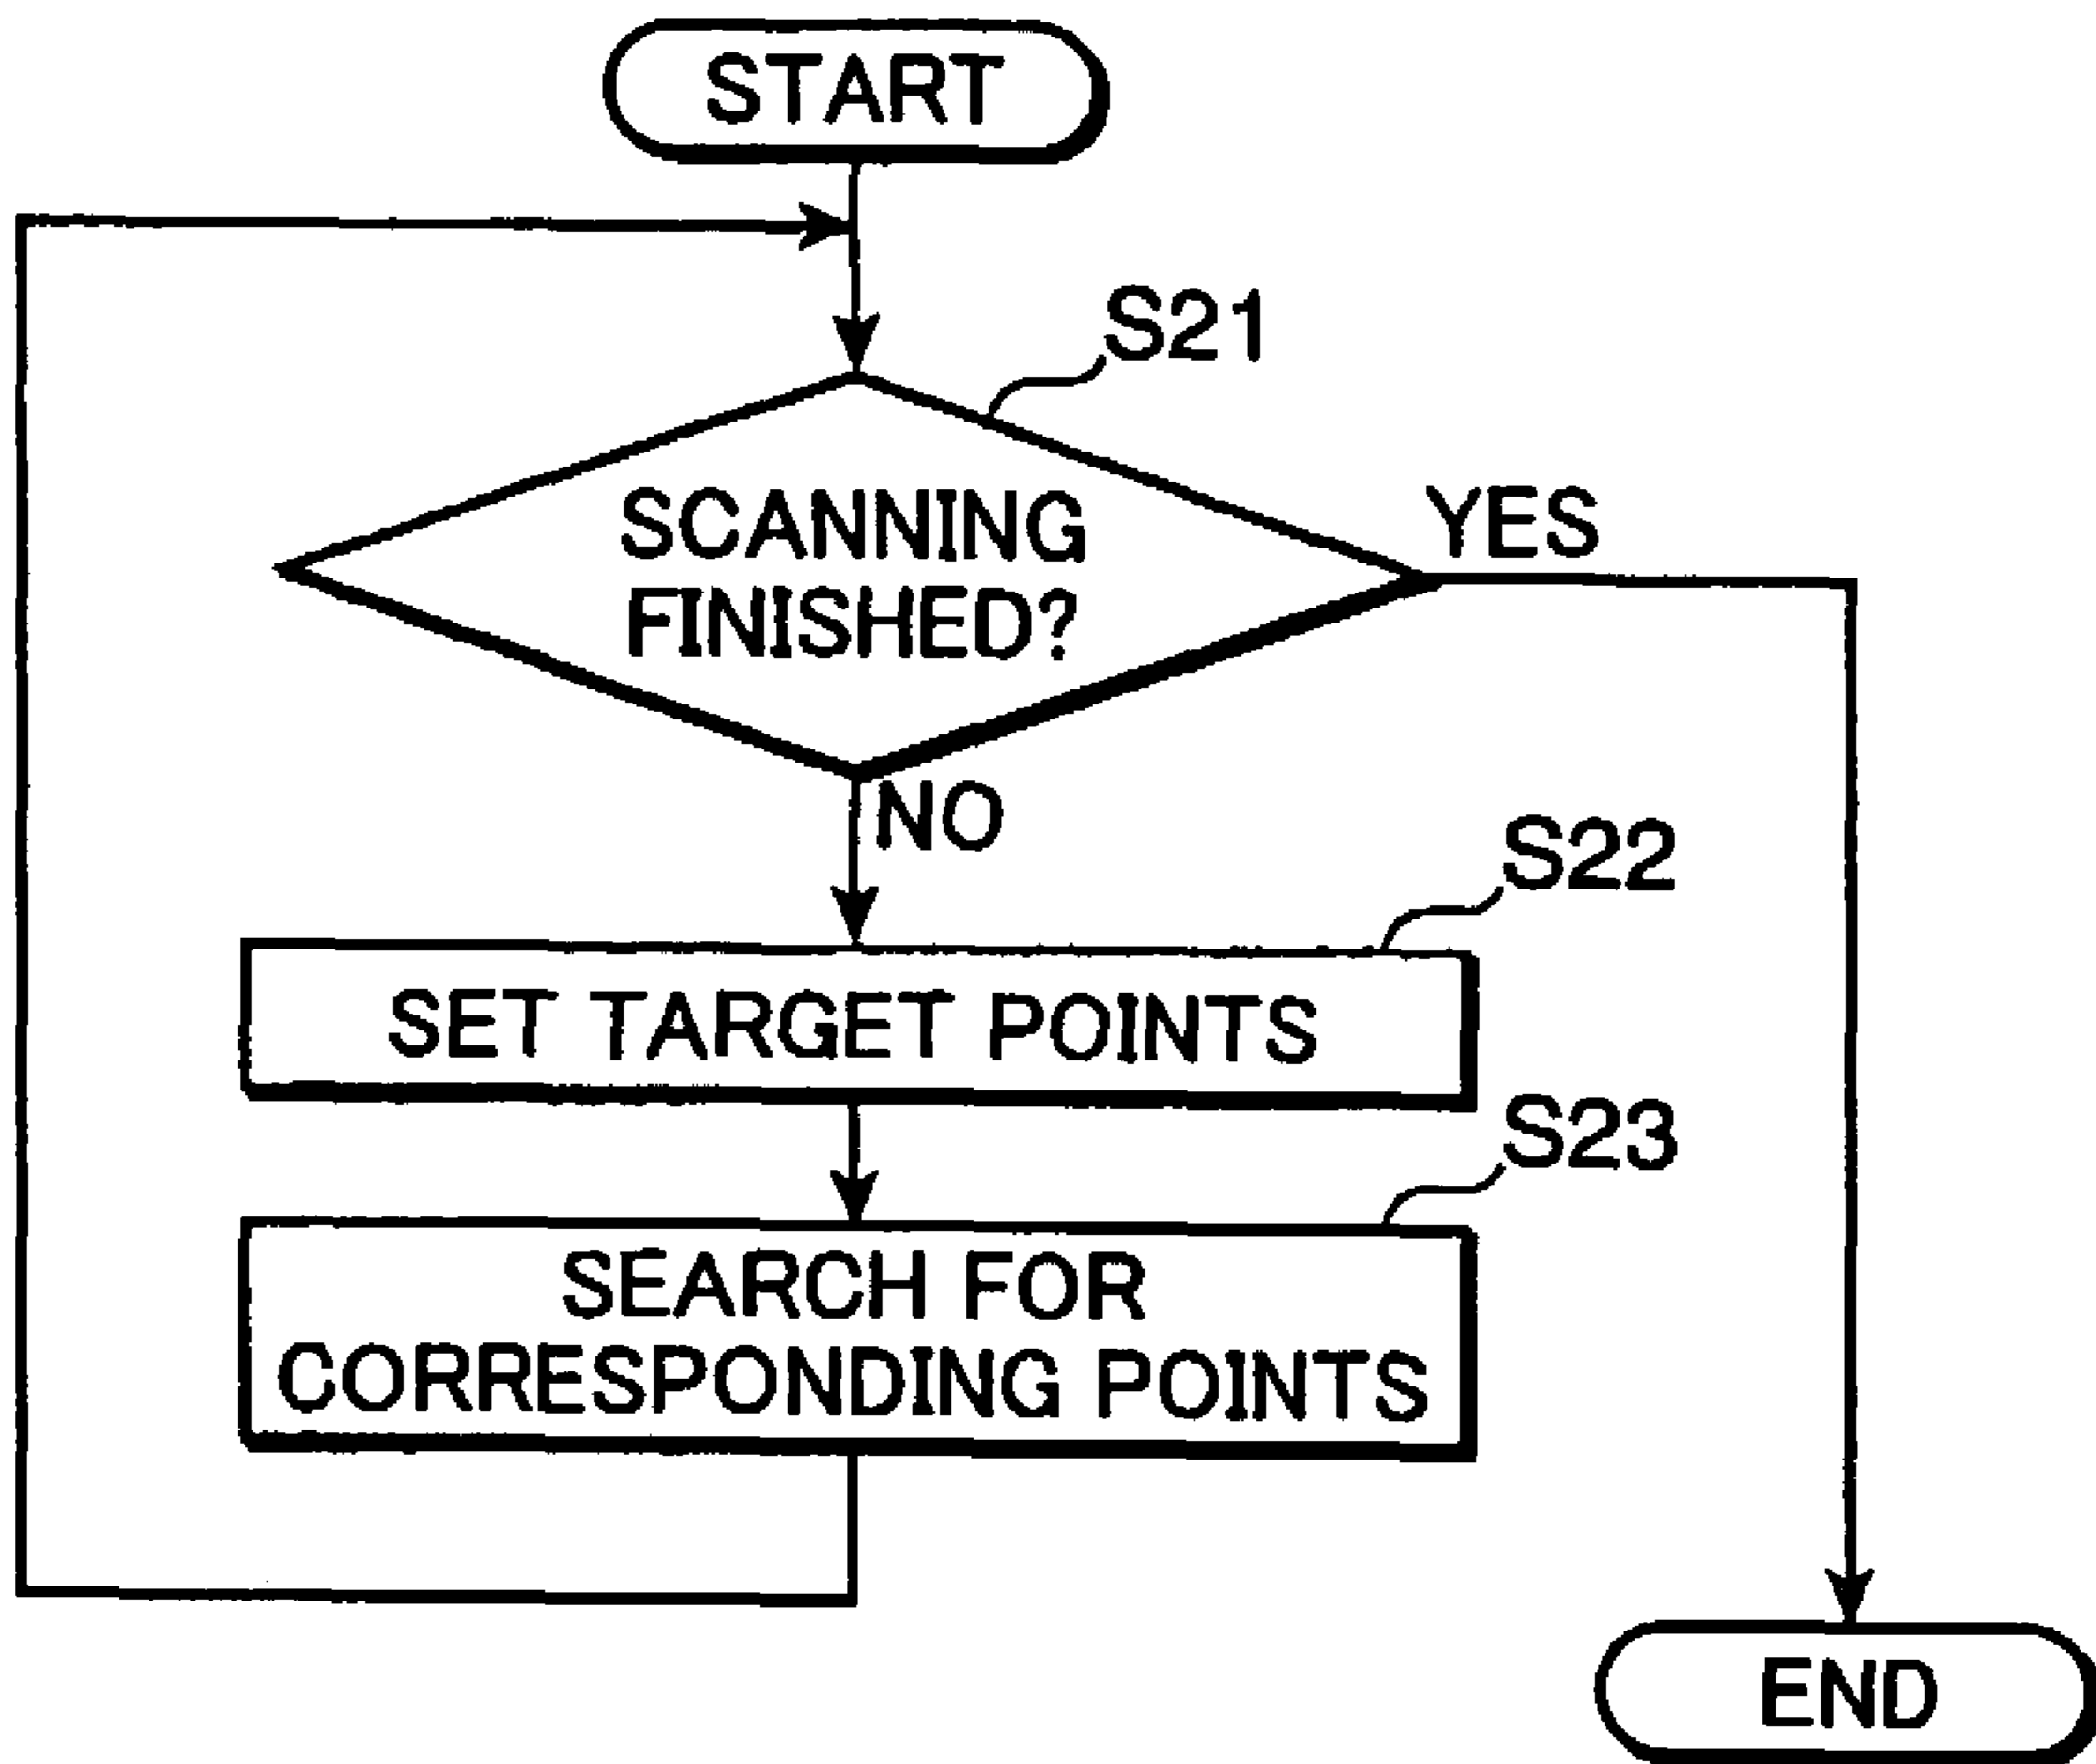 START
S21
SCANNING
FINISHED?
YES
NO
S22
SET TARGET POINTS
S23
SEARCH FOR
CORRESPONDING POINTS
END